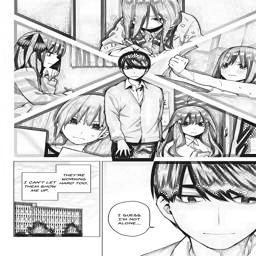 THEY'RE
WORKING
HARD TOO.
I CAN'T LET
THEM SHOW
ME UP.
I GUESS
I'M NOT
ALONE...